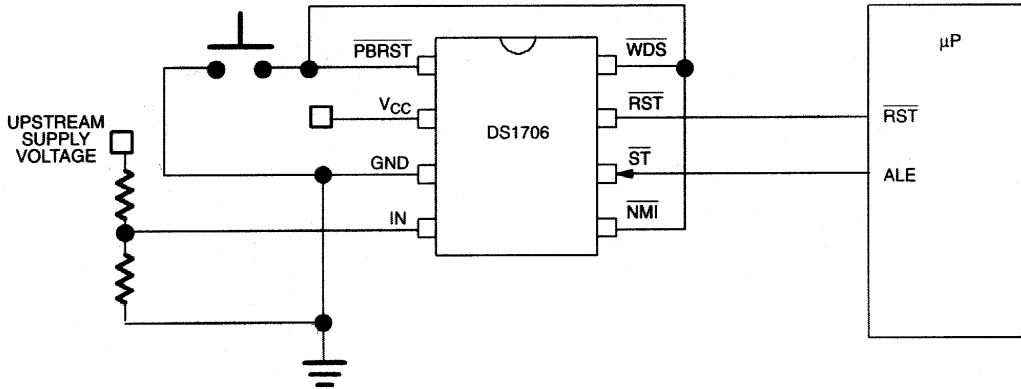 PBRST
WDS
μP
VCC
RST
RST
UPSTREAM
SUPPLY
VOLTAGE
DS1706
GND
ST
ALE
IN
NMI